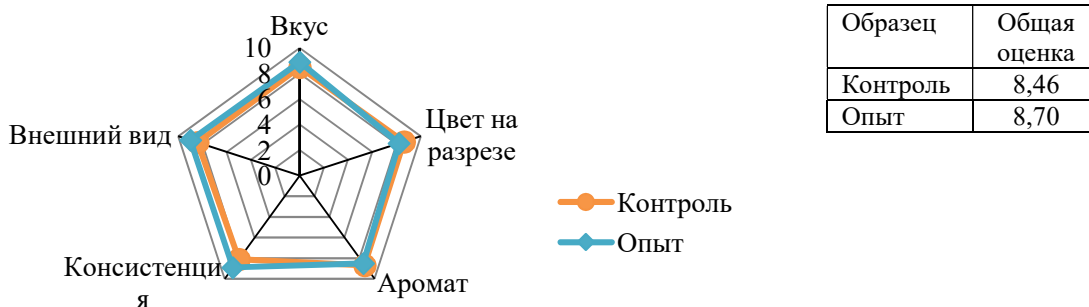 Вкус
10
8
6
4
2
0
Цвет на
разрезе
Аромат
Консистенци
я
Внешний вид
Контроль
Опыт
Образец
Общая
оценка
Контроль
8,46
Опыт
8,70